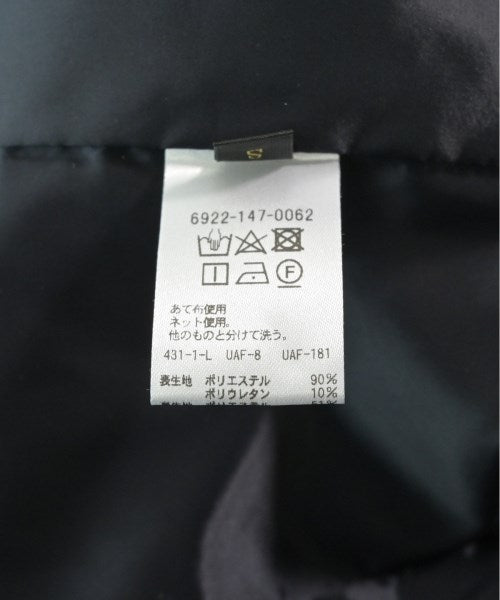 S
6922-147-0062
F
あて布使用
ネット使用。
他のものと分けて洗う。
431-1-L UAF-8 UAF-181
表生地 ポリエステル 90%
ポリウレタン 10%